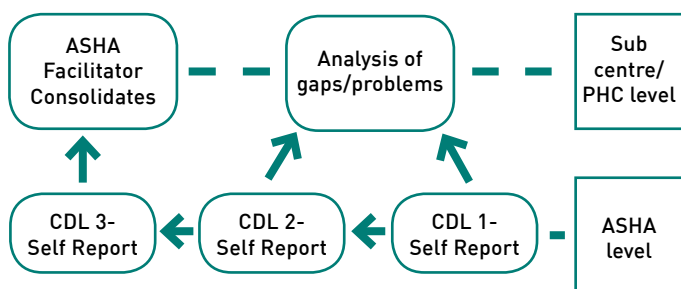 ASHA
Facilitator
Consolidates
Analysis of
gaps/problems
Sub
centre/
PHC level
CDL 3-
Self Report
CDL 2-
Self Report
CDL 1-
Self Report
ASHA
level